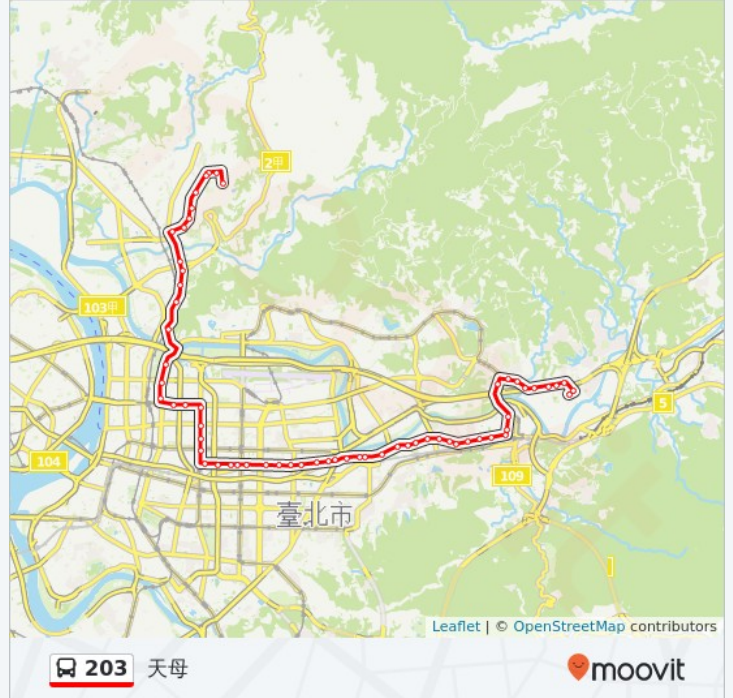 2甲
103甲
5
104
109
臺北市
Leaflet | © OpenStreetMap contributors
203 天母
moovit